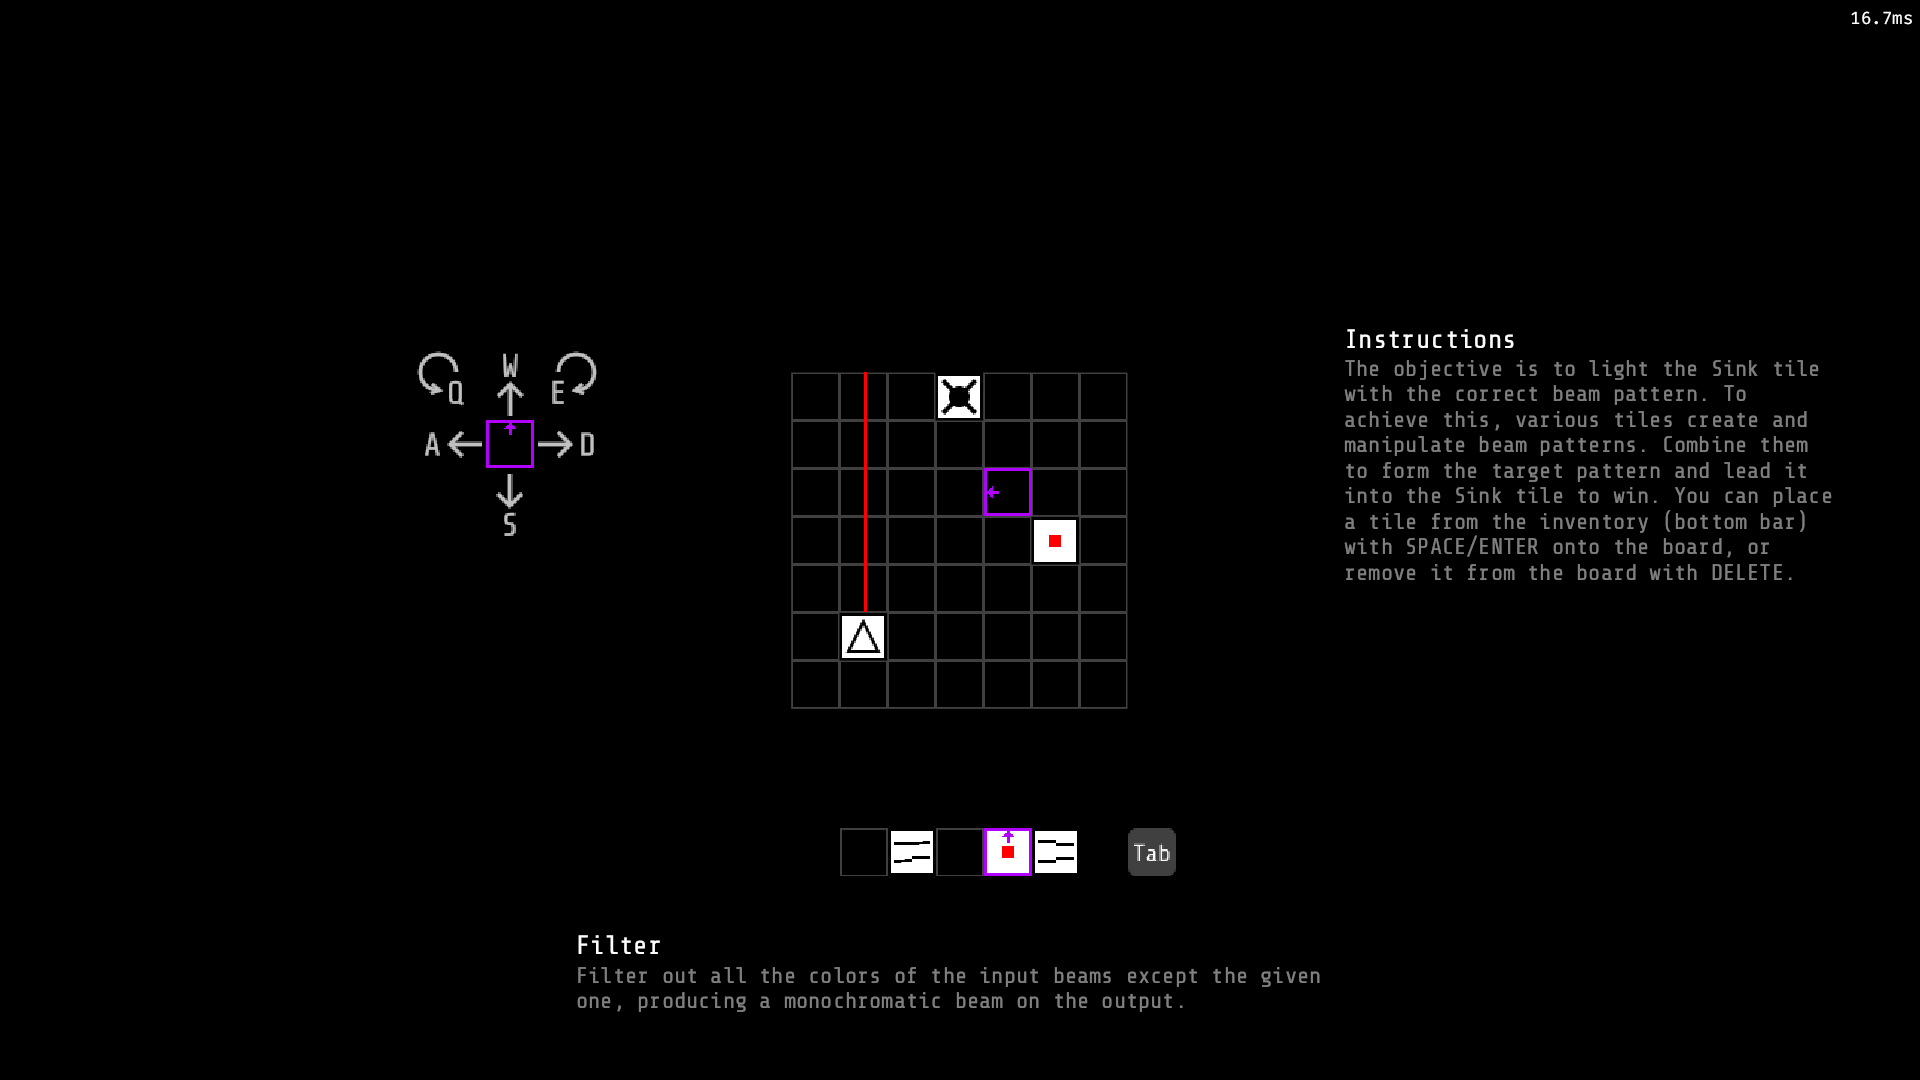 16.7ms
Instructions
The objective is to light the Sink tile
with the correct beam pattern. To
achieve this, various tiles create and
manipulate beam patterns. Combine them
to form the target pattern and lead it
into the Sink tile to win. You can place
a tile from the inventory (bottom bar)
with SPACE/ENTER onto the board, or
remove it from the board with DELETE.
W
Q
E
A
D
S
Tab
Filter
Filter out all the colors of the input beams except the given
one, producing a monochromatic beam on the output.